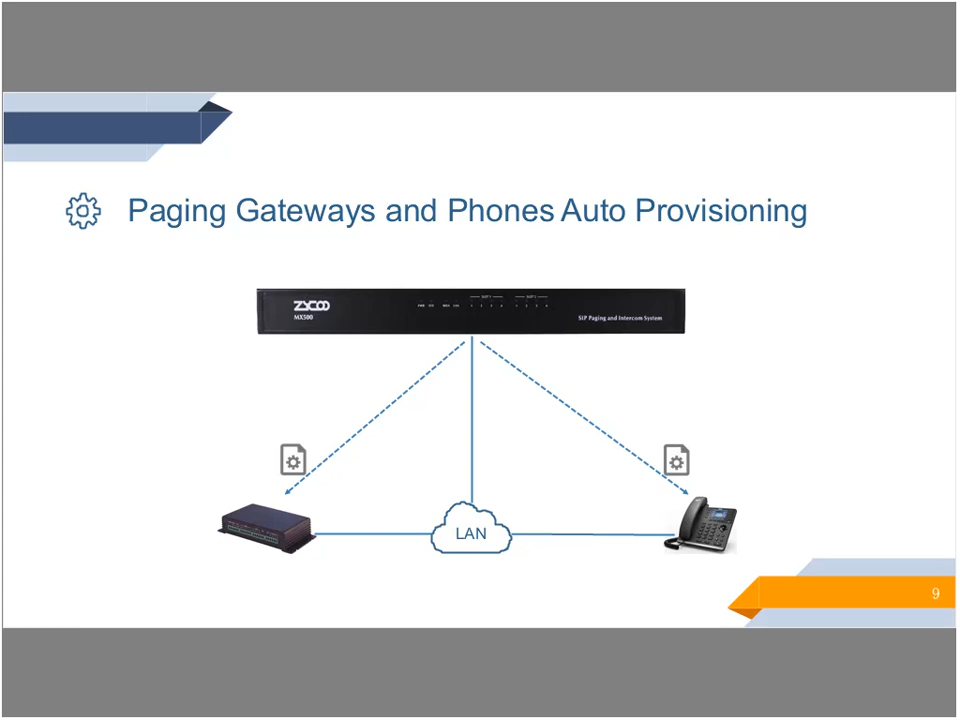 Paging Gateways and Phones Auto Provisioning
ZYCOO
MX500
SIP Paging and Intercom System
LAN
9